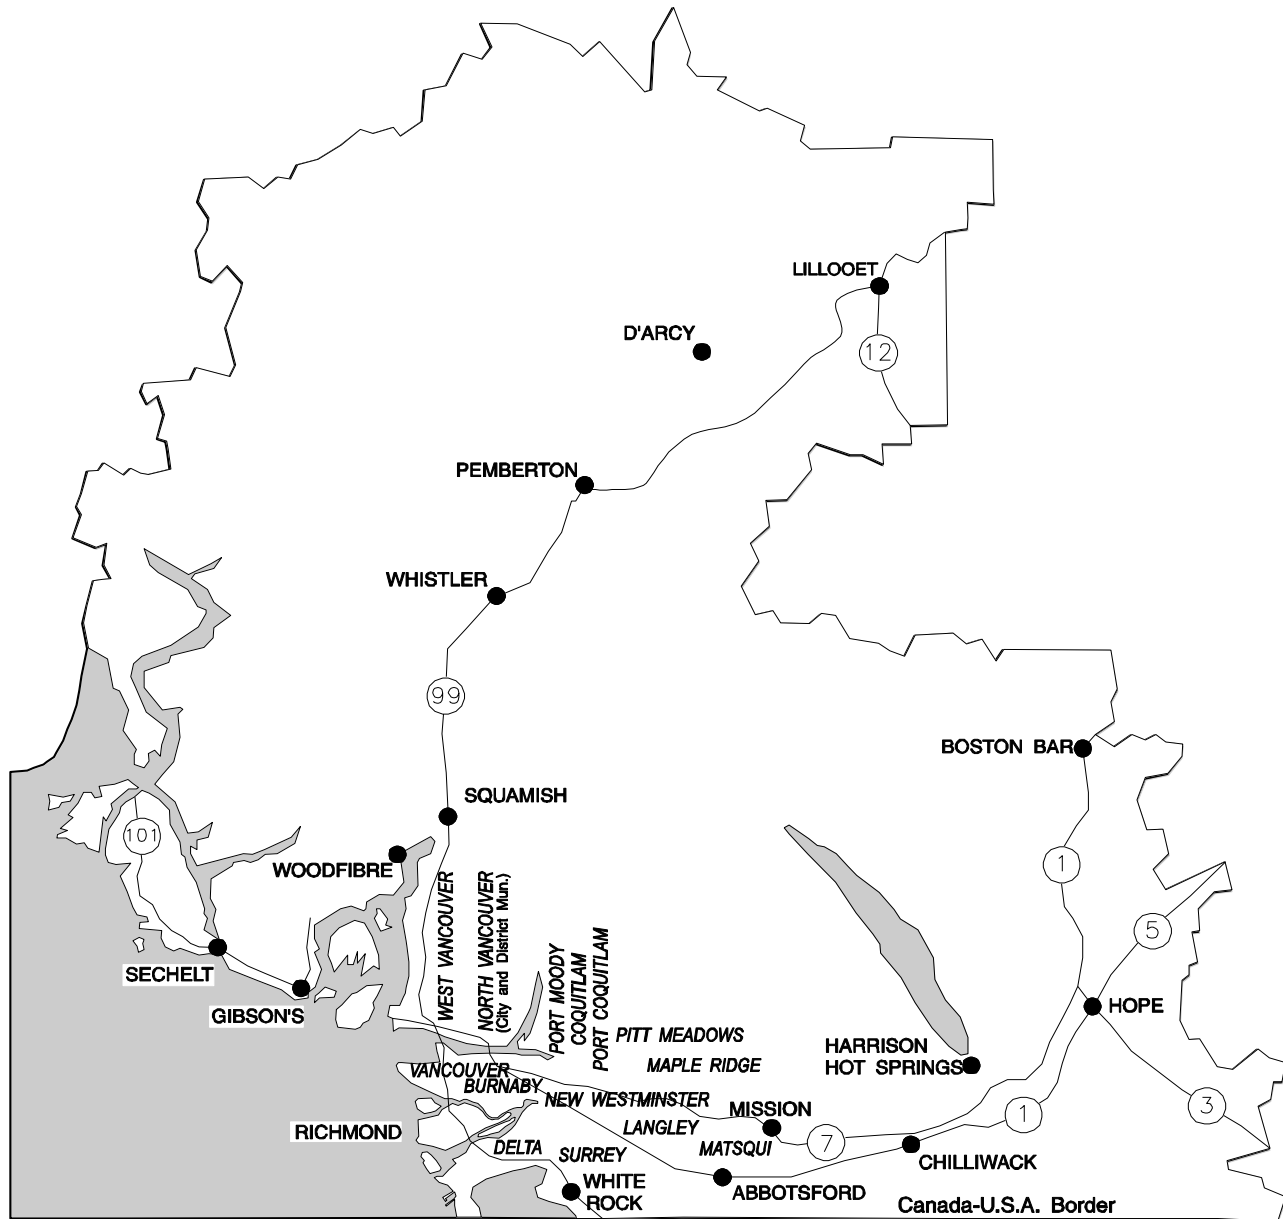 LILLOOET
D'ARCY
12
PEMBERTON
WHISTLER
99
BOSTON BAR
SQUAMISH
101
WOODFIBRE
1
WEST VANCOUVER
NORTH VANCOUVER
(City and District Mun.)
PORT MOODY
COQUITLAM
PORT COQUITLAM
5
SECHELT
GIBSON'S
HOPE
PITT MEADOWS
HARRISON
HOT SPRINGS
MAPLE RIDGE
VANCOUVER
BURNABY
NEW WESTMINSTER
MISSION
3
1
RICHMOND
LANGLEY
7
DELTA
SURREY
MATSQUI
CHILLIWACK
WHITE
ROCK
ABBOTSFORD
Canada-U.S.A. Border